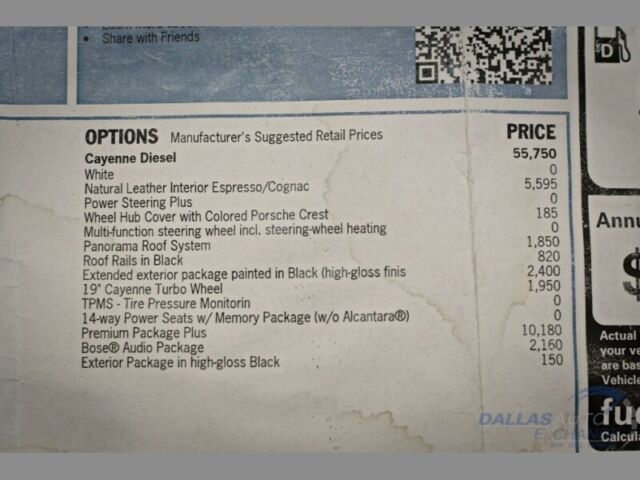 • Share with Friends
OPTIONS Manufacturer's Suggested Retail Prices PRICE
Cayenne Diesel 55,750
White 0
Natural Leather Interior Espresso/Cognac 5,595
Power Steering Plus 0
Wheel Hub Cover with Colored Porsche Crest 185
Multi-function steering wheel incl. steering-wheel heating 0
Panorama Roof System 1,850
Roof Rails in Black 820
Extended exterior package painted in Black (high-gloss finis 2,400
19" Cayenne Turbo Wheel 1,950
TPMS - Tire Pressure Monitorin 0
14-way Power Seats w/ Memory Package (w/o Alcantara®) 0
Premium Package Plus 10,180
Bose® Audio Package 2,160
Exterior Package in high-gloss Black 150
D
Annu
$
Actual
your ve
are bas
Vehicle
fue
Calcula
DALLAS AUTO
EXCHAN